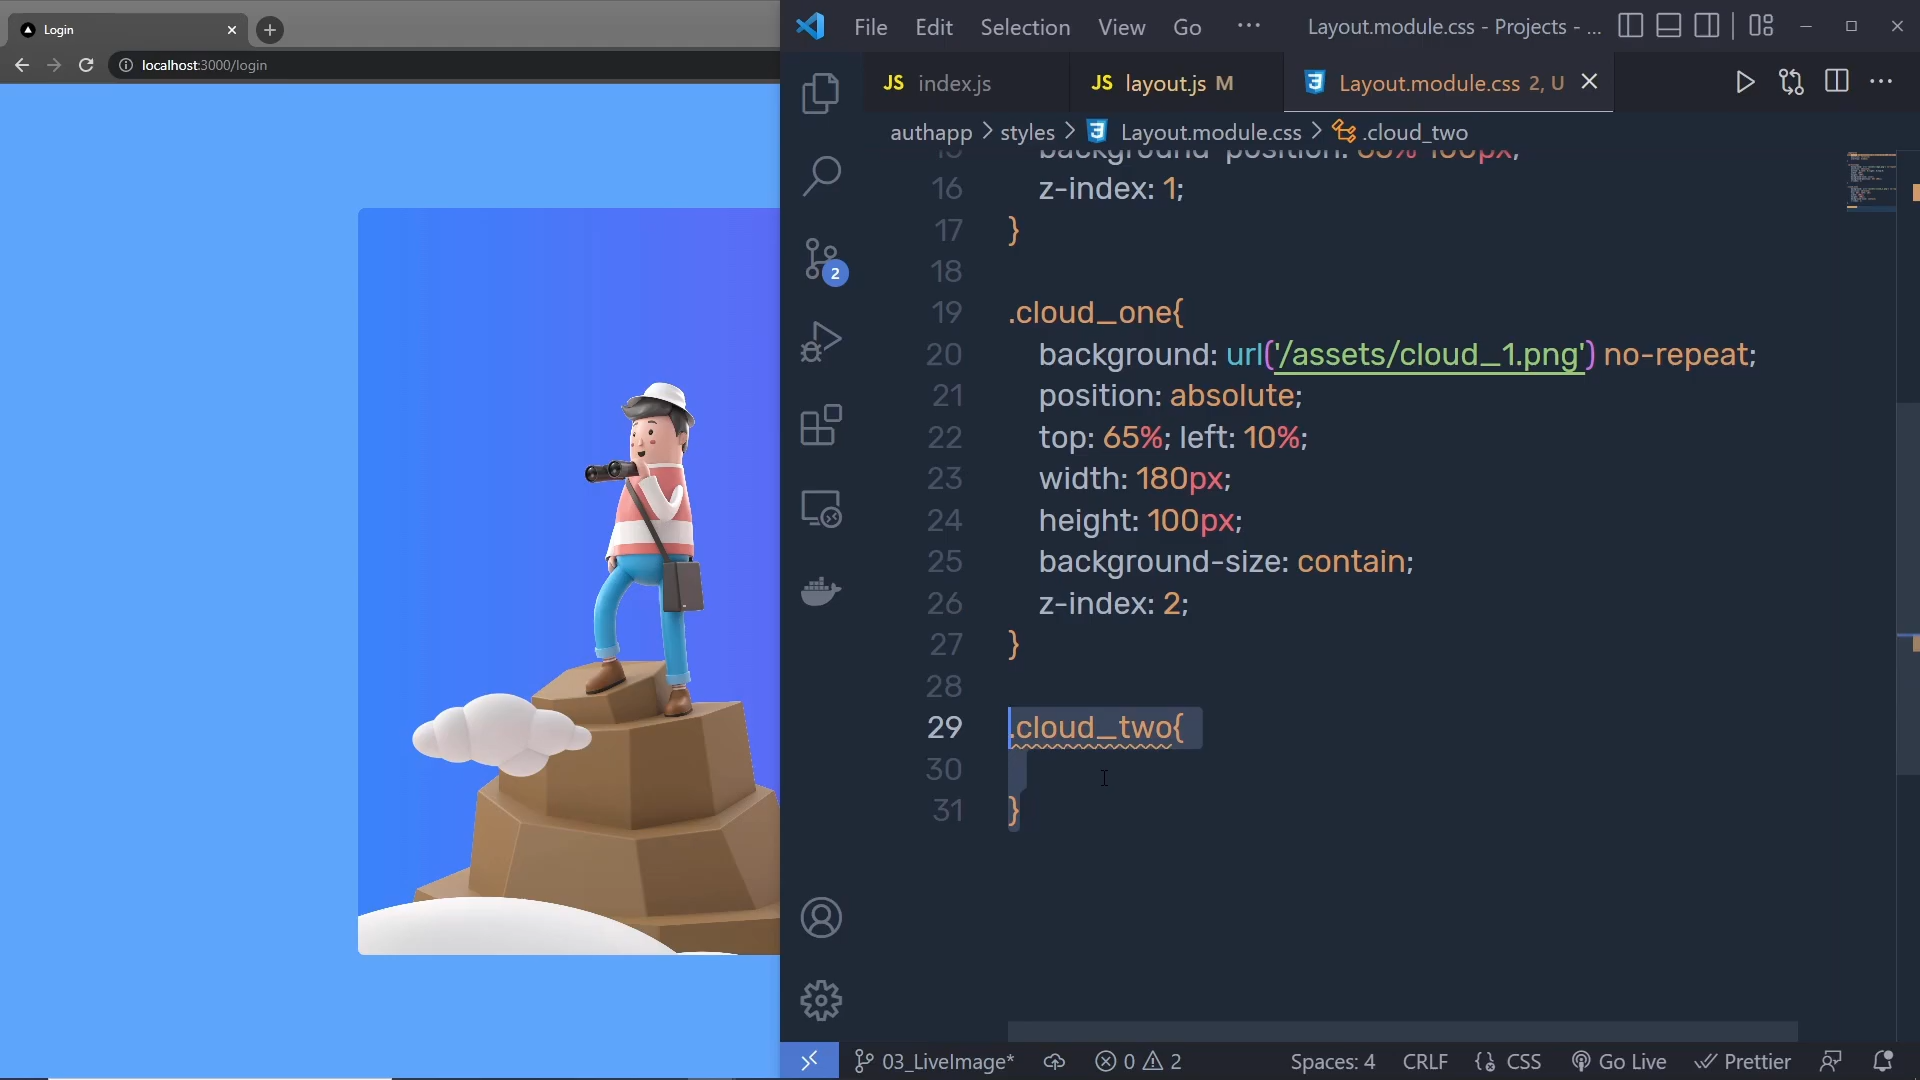 Login
localhost:3000/login
File Edit Selection View Go ··· Layout.module.css - Projects - ...
JS index.js JS layout.js M Layout.module.css 2, U
authapp > styles > Layout.module.css > .cloud_two
16 z-index: 1;
17 }
18
19 .cloud_one{
20 background: url('/assets/cloud_1.png') no-repeat;
21 position: absolute;
22 top: 65%; left: 10%;
23 width: 180px;
24 height: 100px;
25 background-size: contain;
26 z-index: 2;
27 }
28
29 .cloud_two{
30
31 }
2
03_LiveImage* 0 2 Spaces: 4 CRLF {} CSS Go Live Prettier